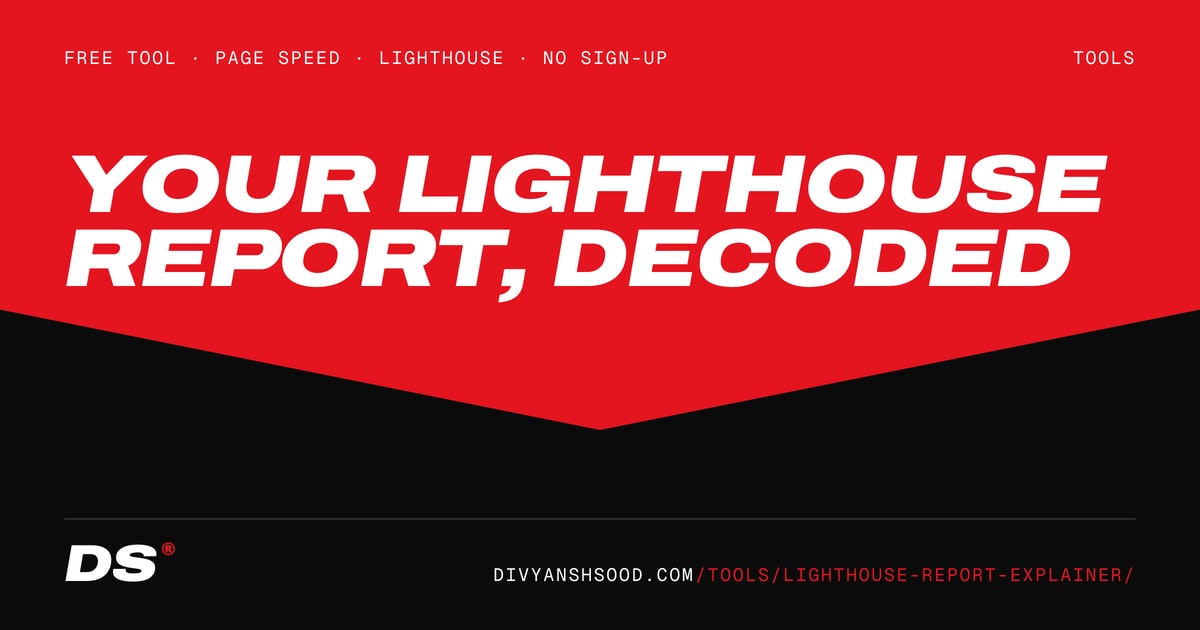 FREE TOOL · PAGE SPEED · LIGHTHOUSE · NO SIGN-UP
TOOLS
YOUR LIGHTHOUSE
REPORT, DECODED
DS®
DIVYANSHSOOD.COM/TOOLS/LIGHTHOUSE-REPORT-EXPLAINER/